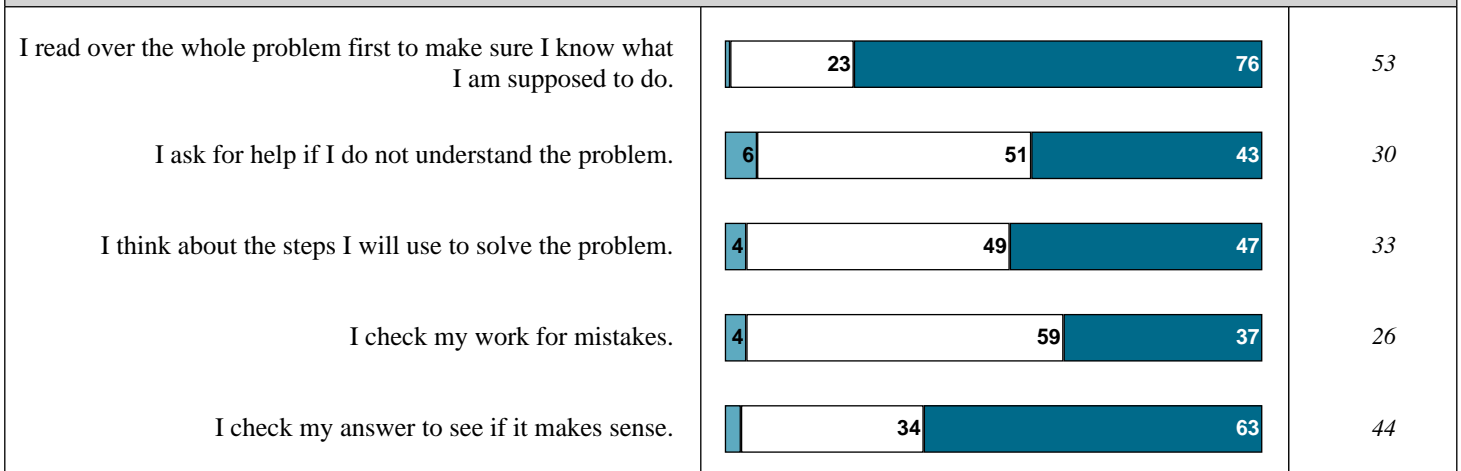 I read over the whole problem first to make sure I know what
I am supposed to do.
23 76 53
I ask for help if I do not understand the problem.
6 51 43 30
I think about the steps I will use to solve the problem.
4 49 47 33
I check my work for mistakes.
4 59 37 26
I check my answer to see if it makes sense.
34 63 44